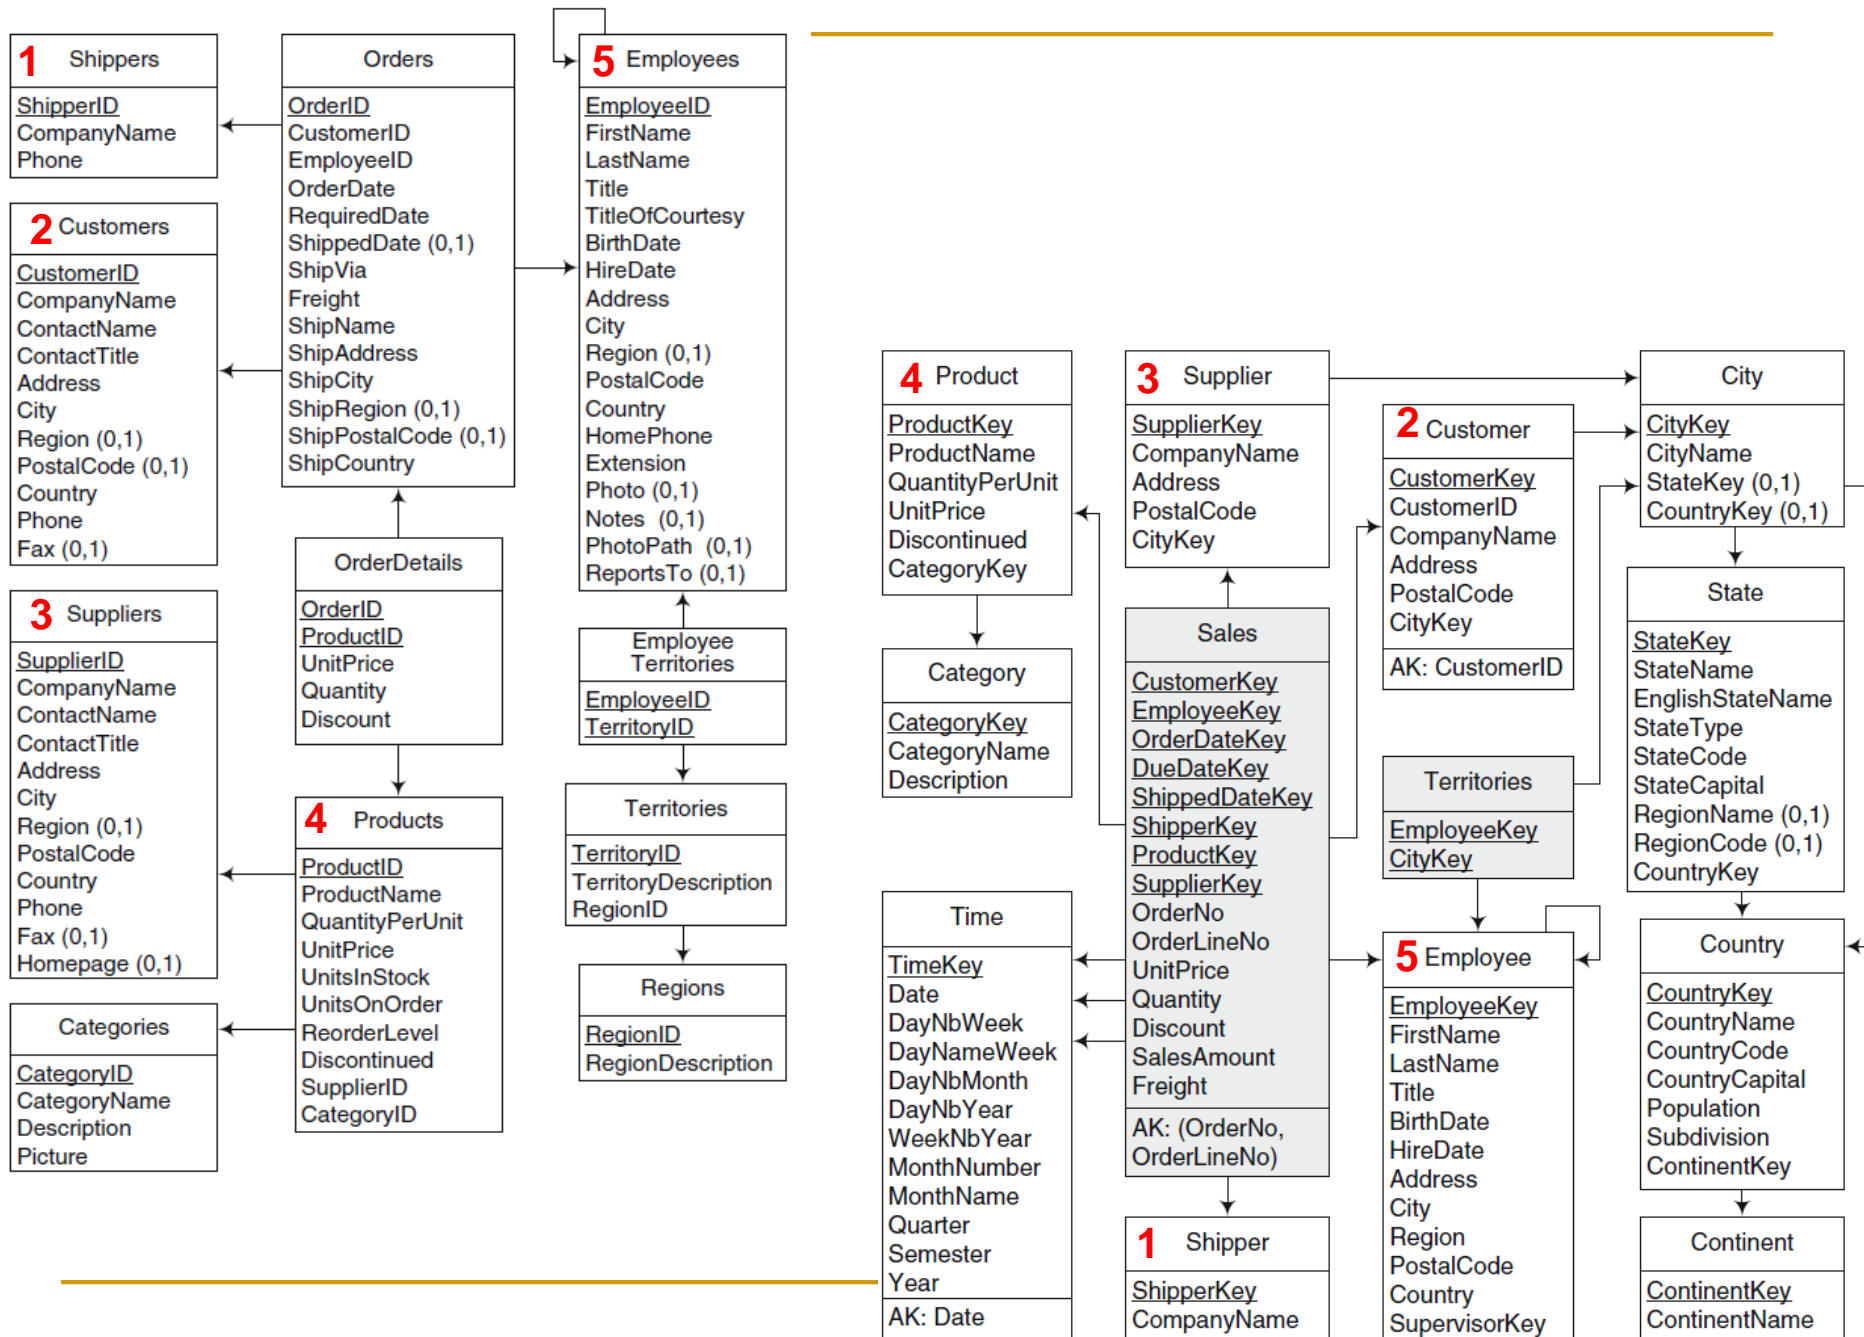 1 Shippers
ShipperID
CompanyName
Phone
2 Customers
CustomerID
CompanyName
ContactName
ContactTitle
Address
City
Region (0,1)
PostalCode (0,1)
Country
Phone
Fax (0,1)
3 Suppliers
SupplierID
CompanyName
ContactName
ContactTitle
Address
City
Region (0,1)
PostalCode
Country
Phone
Fax (0,1)
Homepage (0,1)
Categories
CategoryID
CategoryName
Description
Picture
Orders
OrderID
CustomerID
EmployeeID
OrderDate
RequiredDate
ShippedDate (0,1)
ShipVia
Freight
ShipName
ShipAddress
ShipCity
ShipRegion (0,1)
ShipPostalCode (0,1)
ShipCountry
OrderDetails
OrderID
ProductID
UnitPrice
Quantity
Discount
4 Products
ProductID
ProductName
QuantityPerUnit
UnitPrice
UnitsInStock
UnitsOnOrder
ReorderLevel
Discontinued
SupplierID
CategoryID
5 Employees
EmployeeID
FirstName
LastName
Title
TitleOfCourtesy
BirthDate
HireDate
Address
City
Region (0,1)
PostalCode
Country
HomePhone
Extension
Photo (0,1)
Notes (0,1)
PhotoPath (0,1)
ReportsTo (0,1)
Employee
Territories
EmployeeID
TerritoryID
Territories
TerritoryID
TerritoryDescription
RegionID
Regions
RegionID
RegionDescription
4 Product
ProductKey
ProductName
QuantityPerUnit
UnitPrice
Discontinued
CategoryKey
Category
CategoryKey
CategoryName
Description
Time
TimeKey
Date
DayNbWeek
DayNameWeek
DayNbMonth
DayNbYear
WeekNbYear
MonthNumber
MonthName
Quarter
Semester
Year
AK: Date
3 Supplier
SupplierKey
CompanyName
Address
PostalCode
CityKey
Sales
CustomerKey
EmployeeKey
OrderDateKey
DueDateKey
ShippedDateKey
ShipperKey
ProductKey
SupplierKey
OrderNo
OrderLineNo
UnitPrice
Quantity
Discount
SalesAmount
Freight
AK: (OrderNo,
OrderLineNo)
1 Shipper
ShipperKey
CompanyName
2 Customer
CustomerKey
CustomerID
CompanyName
Address
PostalCode
CityKey
AK: CustomerID
Territories
EmployeeKey
CityKey
5 Employee
EmployeeKey
FirstName
LastName
Title
BirthDate
HireDate
Address
City
Region
PostalCode
Country
SupervisorKey
City
CityKey
CityName
StateKey (0,1)
CountryKey (0,1)
State
StateKey
StateName
EnglishStateName
StateType
StateCode
StateCapital
RegionName (0,1)
RegionCode (0,1)
CountryKey
Country
CountryKey
CountryName
CountryCode
CountryCapital
Population
Subdivision
ContinentKey
Continent
ContinentKey
ContinentName